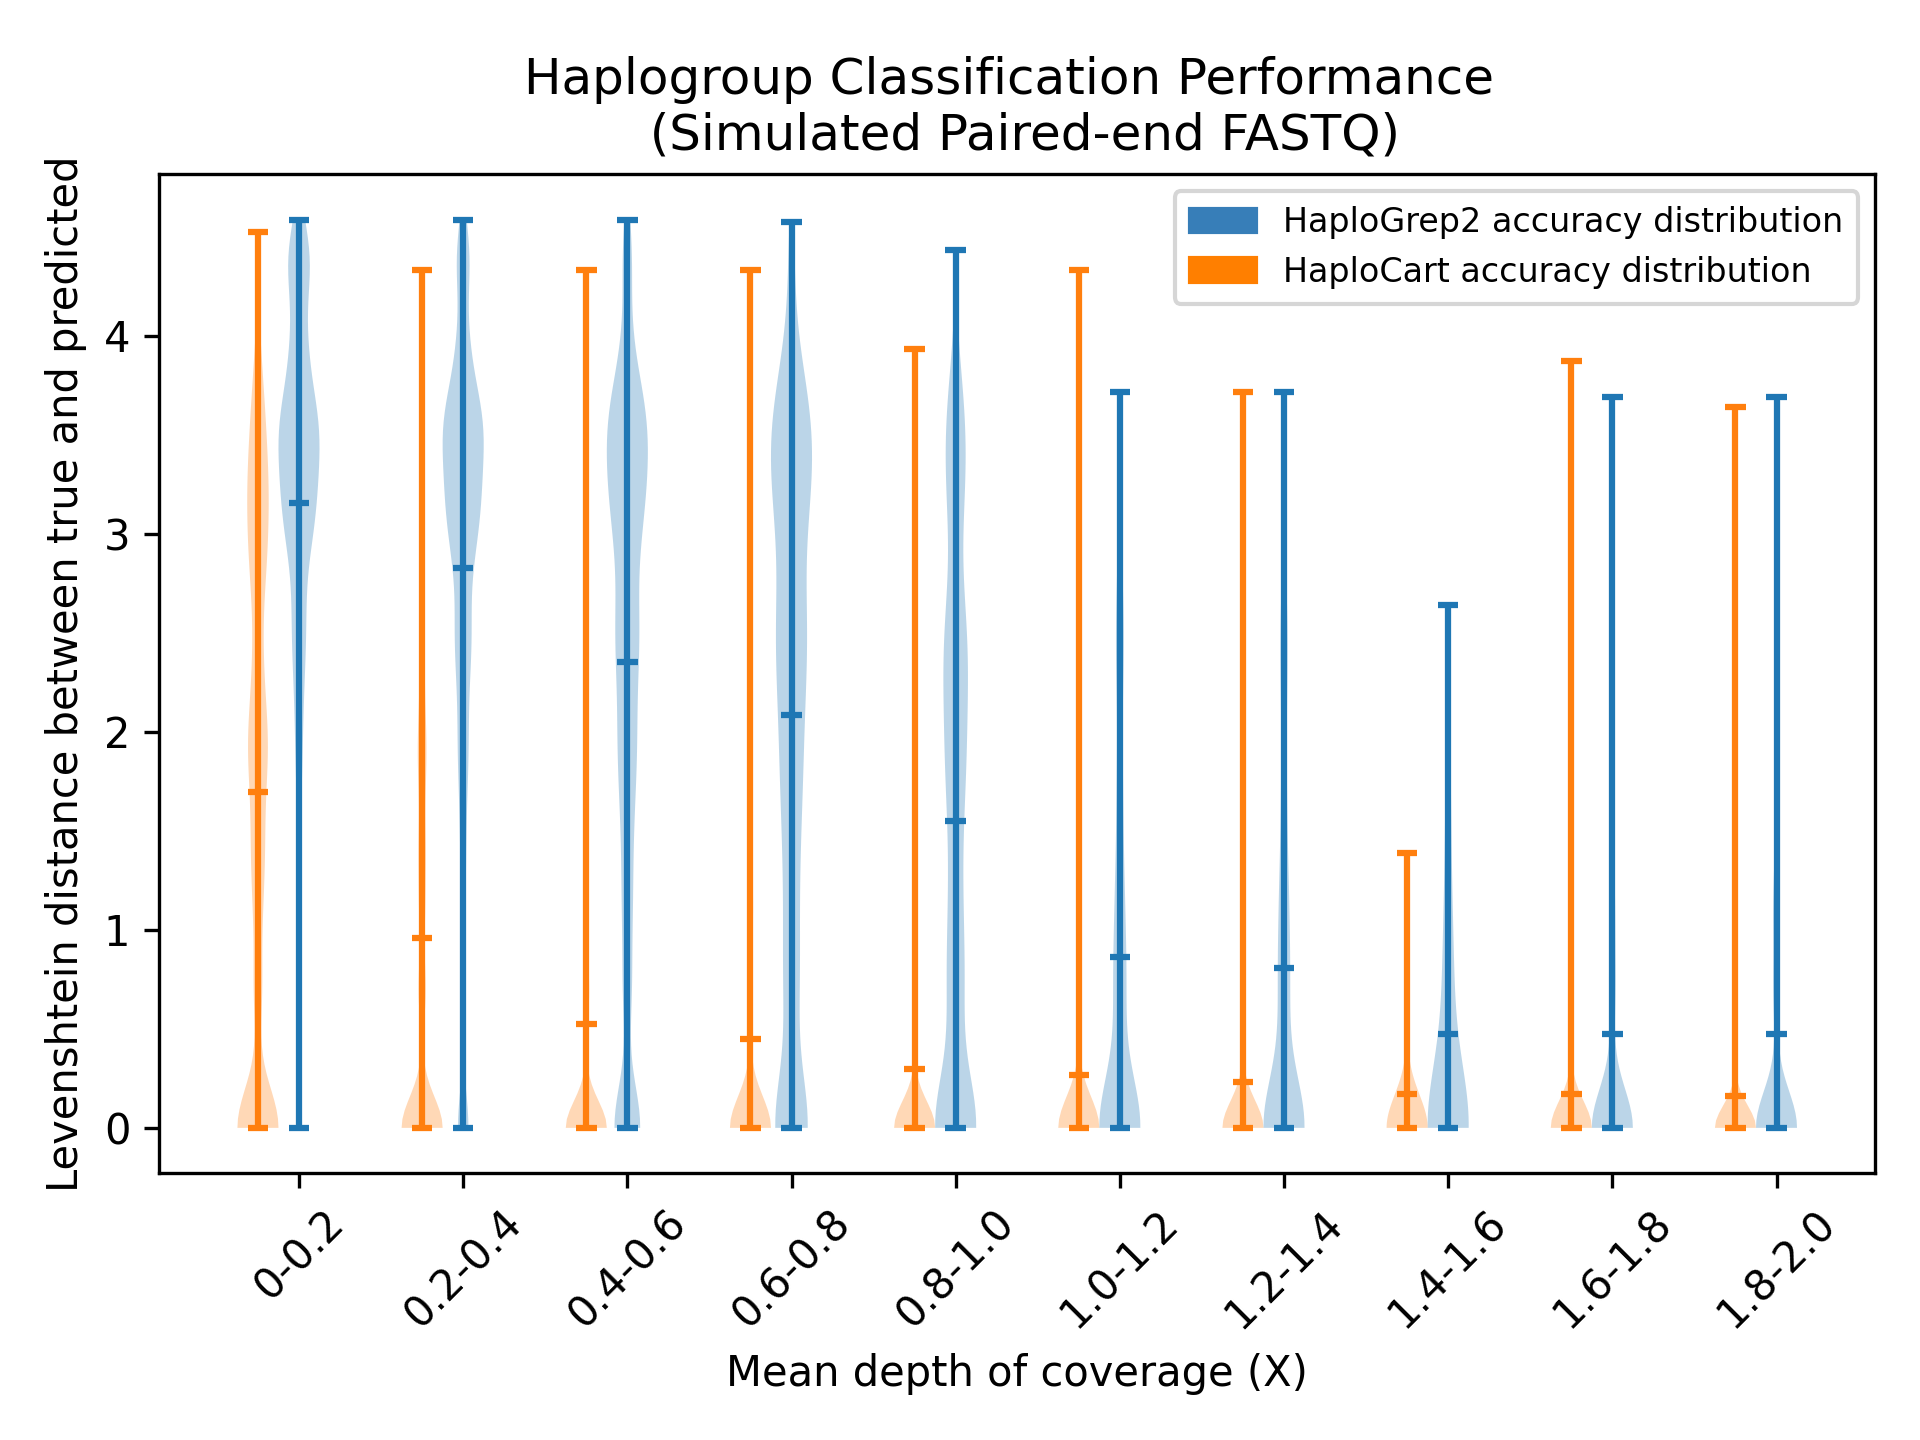 Haplogroup Classification Performance
(Simulated Paired-end FASTQ)
HaploGrep2 accuracy distribution
HaploCart accuracy distribution
Levenshtein distance between true and predicted
4
3
2
1
0
0-0.2
0.2-0.4
0.4-0.6
0.6-0.8
0.8-1.0
1.0-1.2
1.2-1.4
1.4-1.6
1.6-1.8
1.8-2.0
Mean depth of coverage (X)